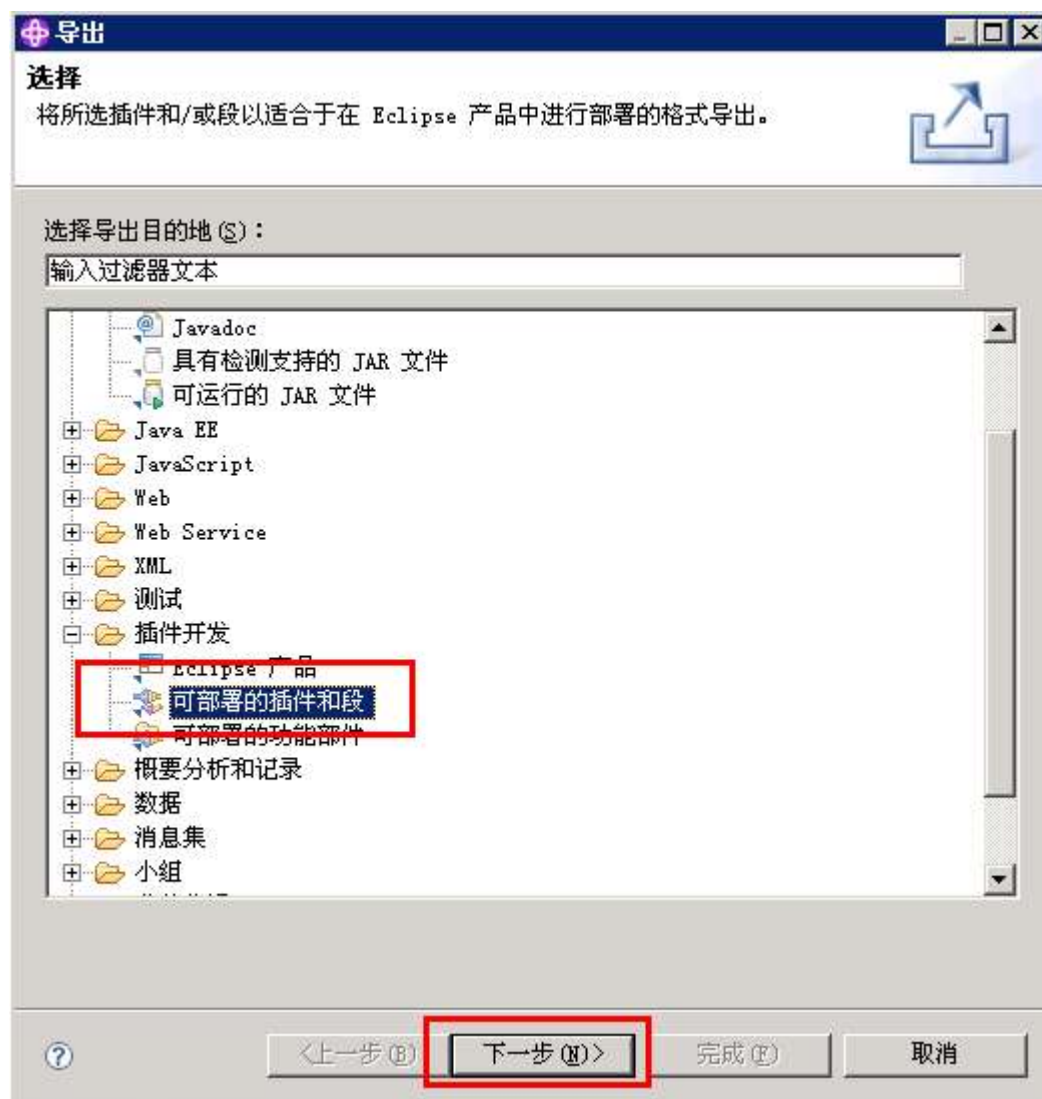 导出
选择
将所选插件和/或段以适合于在 Eclipse 产品中进行部署的格式导出。
选择导出目的地(S)：
输入过滤器文本
Javadoc
具有检测支持的 JAR 文件
可运行的 JAR 文件
Java EE
JavaScript
Web
Web Service
XML
测试
插件开发
Eclipse 产品
可部署的插件和段
可部署的功能部件
概要分析和记录
数据
消息集
小组
<上一步(B) 下一步(N)> 完成(F) 取消